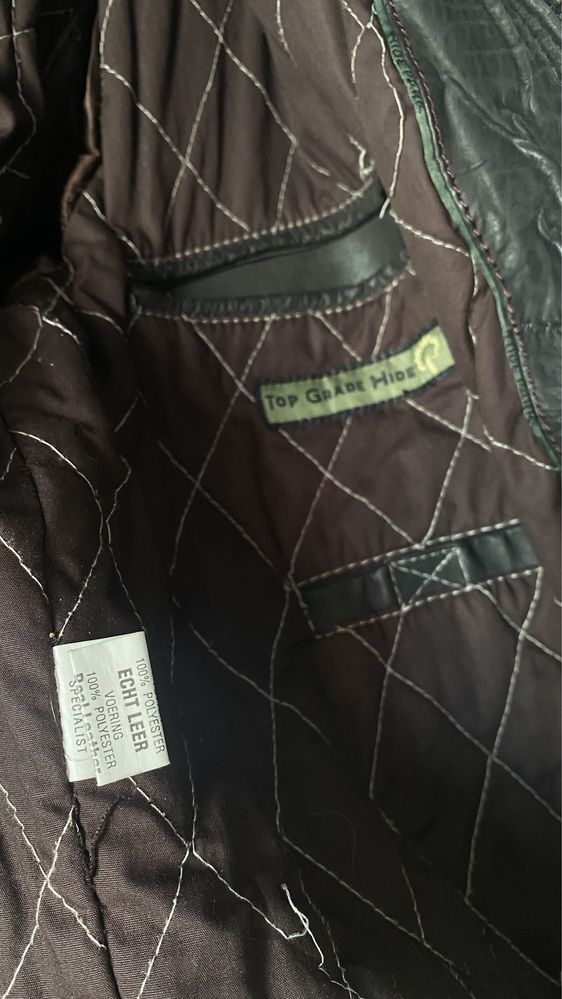 TOP GRADE HIDE
100% POLYESTER
ECHT LEER
VOERING
100% POLYESTER
SPECIALIST